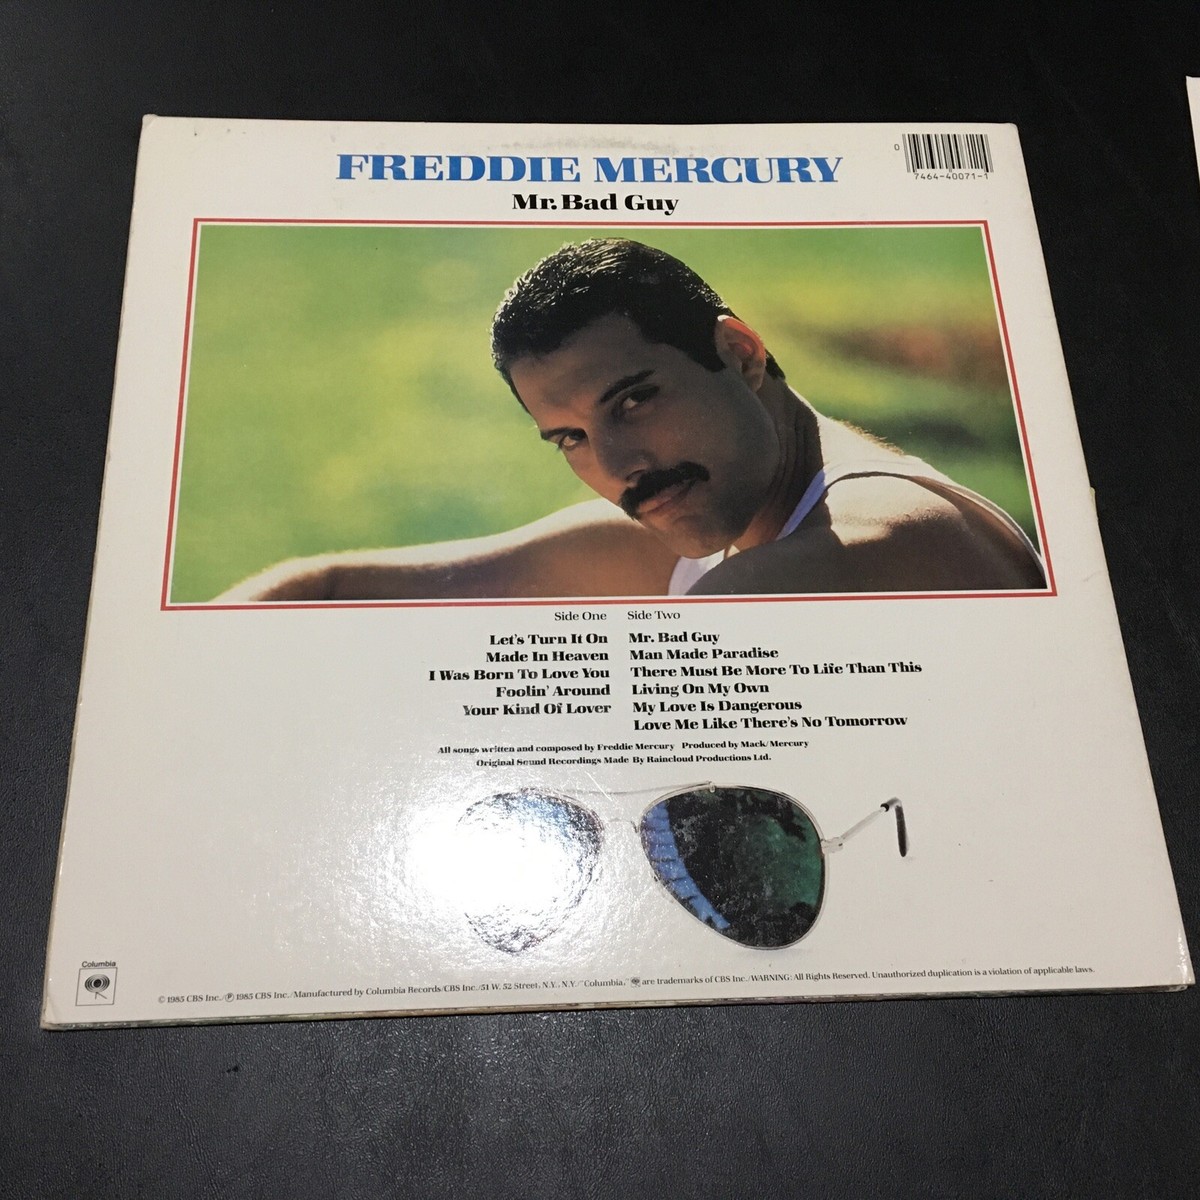 FREDDIE MERCURY
Mr. Bad Guy
0
7464-40071-1
Side One
Let's Turn It On
Made In Heaven
I Was Born To Love You
Foolin' Around
Your Kind Of Lover
Side Two
Mr. Bad Guy
Man Made Paradise
There Must Be More To Life Than This
Living On My Own
My Love Is Dangerous
Love Me Like There's No Tomorrow
All songs written and composed by Freddie Mercury Produced by Mack/Mercury
Original Sound Recordings Made By Raincloud Productions Ltd.
Columbia
© 1985 CBS Inc./℗ 1985 CBS Inc./Manufactured by Columbia Records/CBS Inc./51 W. 52 Street, N.Y., N.Y./"Columbia," are trademarks of CBS Inc./WARNING: All Rights Reserved. Unauthorized duplication is a violation of applicable laws.